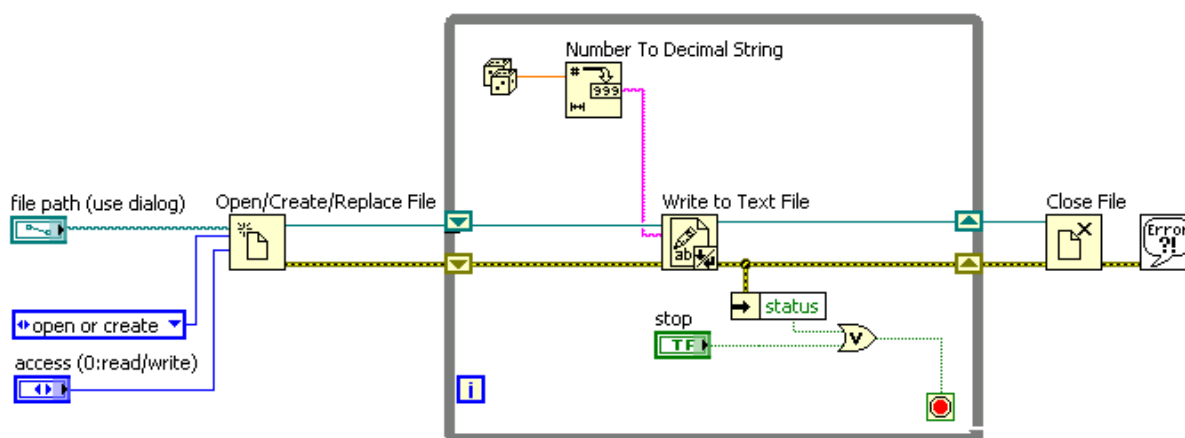 Number To Decimal String
#
999
file path (use dialog)
Open/Create/Replace File
Write to Text File
Close File
ab
Error
?!
status
open or create
stop
TF
V
access (0:read/write)
i